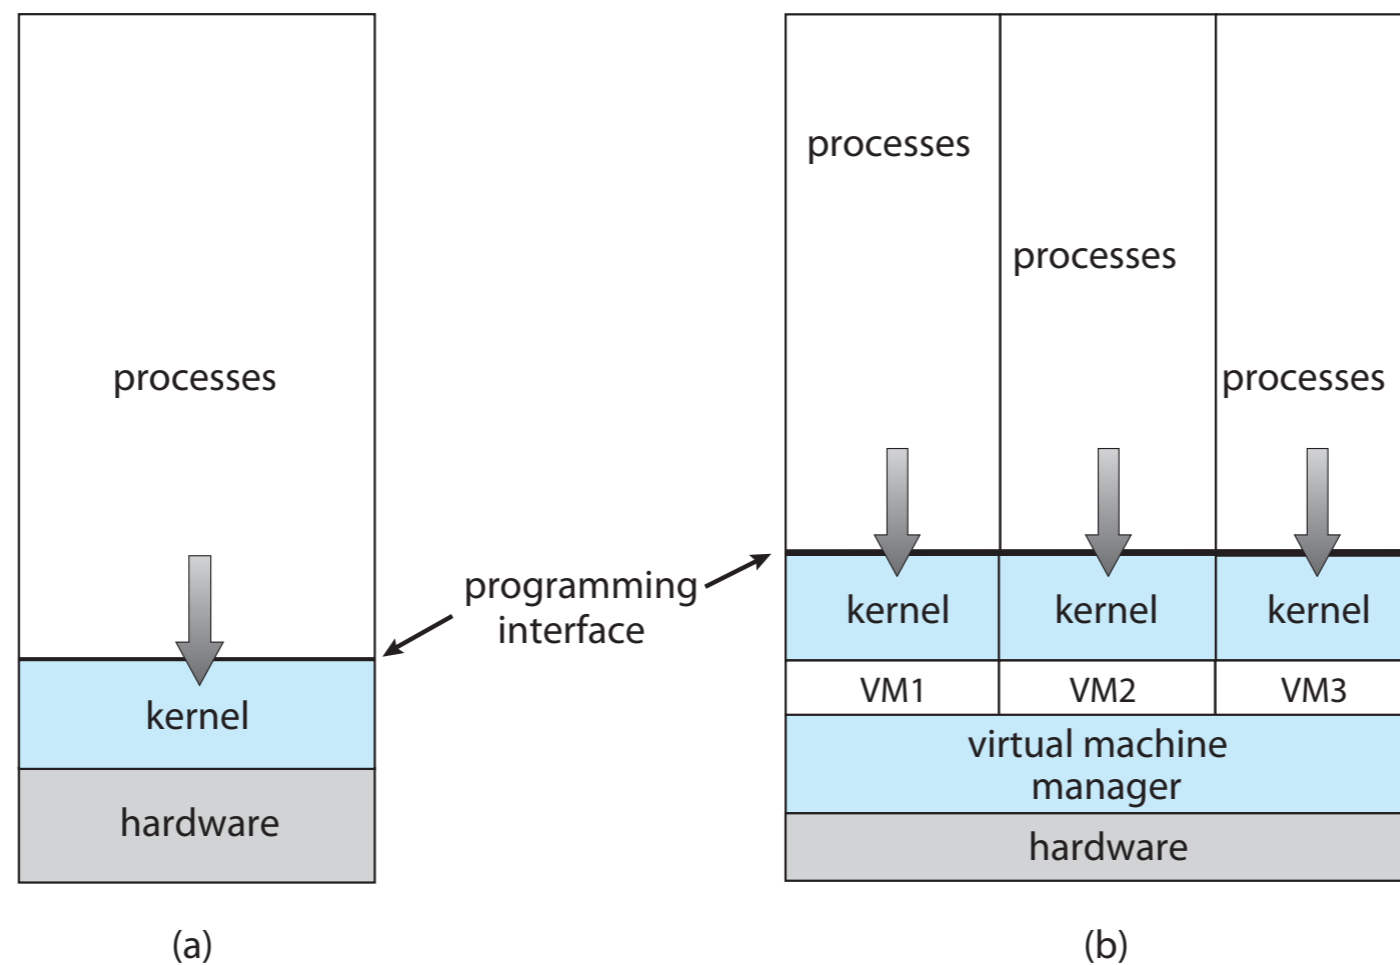 processes
programming
interface
kernel
hardware
(a)
processes
processes
processes
kernel
kernel
kernel
VM1
VM2
VM3
virtual machine
manager
hardware
(b)